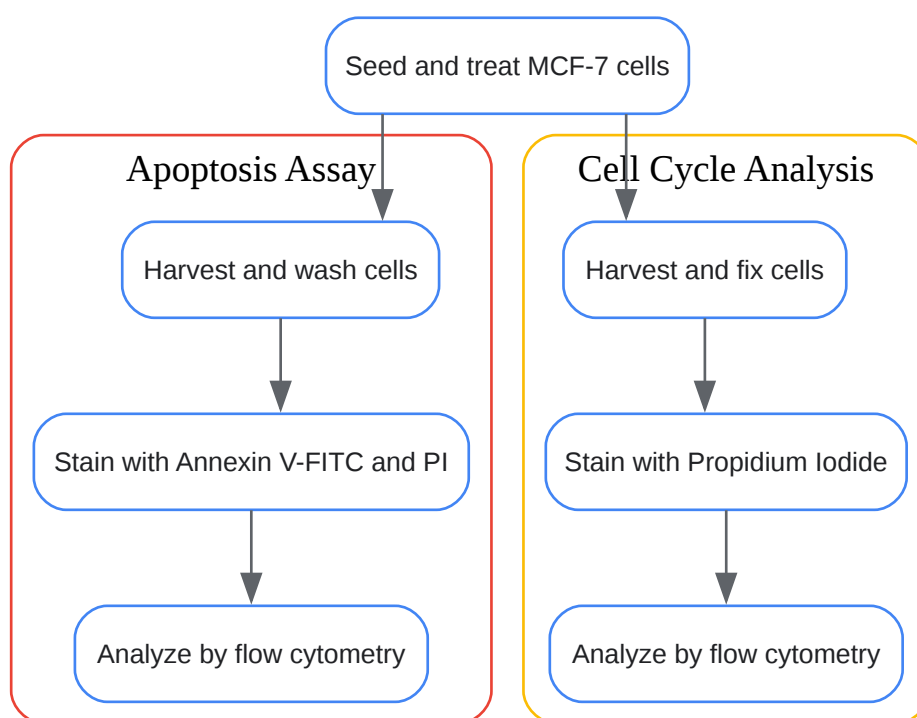 Seed and treat MCF-7 cells
Apoptosis Assay
Harvest and wash cells
Stain with Annexin V-FITC and PI
Analyze by flow cytometry
Cell Cycle Analysis
Harvest and fix cells
Stain with Propidium Iodide
Analyze by flow cytometry